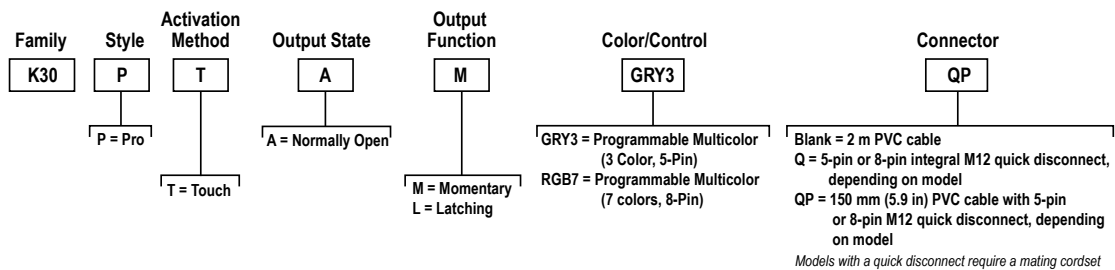 Family
Style
Activation
Method
Output State
Output
Function
Color/Control
Connector
K30
P
T
A
M
GRY3
QP
P = Pro
T = Touch
A = Normally Open
M = Momentary
L = Latching
GRY3 = Programmable Multicolor
(3 Color, 5-Pin)
RGB7 = Programmable Multicolor
(7 colors, 8-Pin)
Blank = 2 m PVC cable
Q = 5-pin or 8-pin integral M12 quick disconnect,
depending on model
QP = 150 mm (5.9 in) PVC cable with 5-pin
or 8-pin M12 quick disconnect, depending
on model
Models with a quick disconnect require a mating cordset